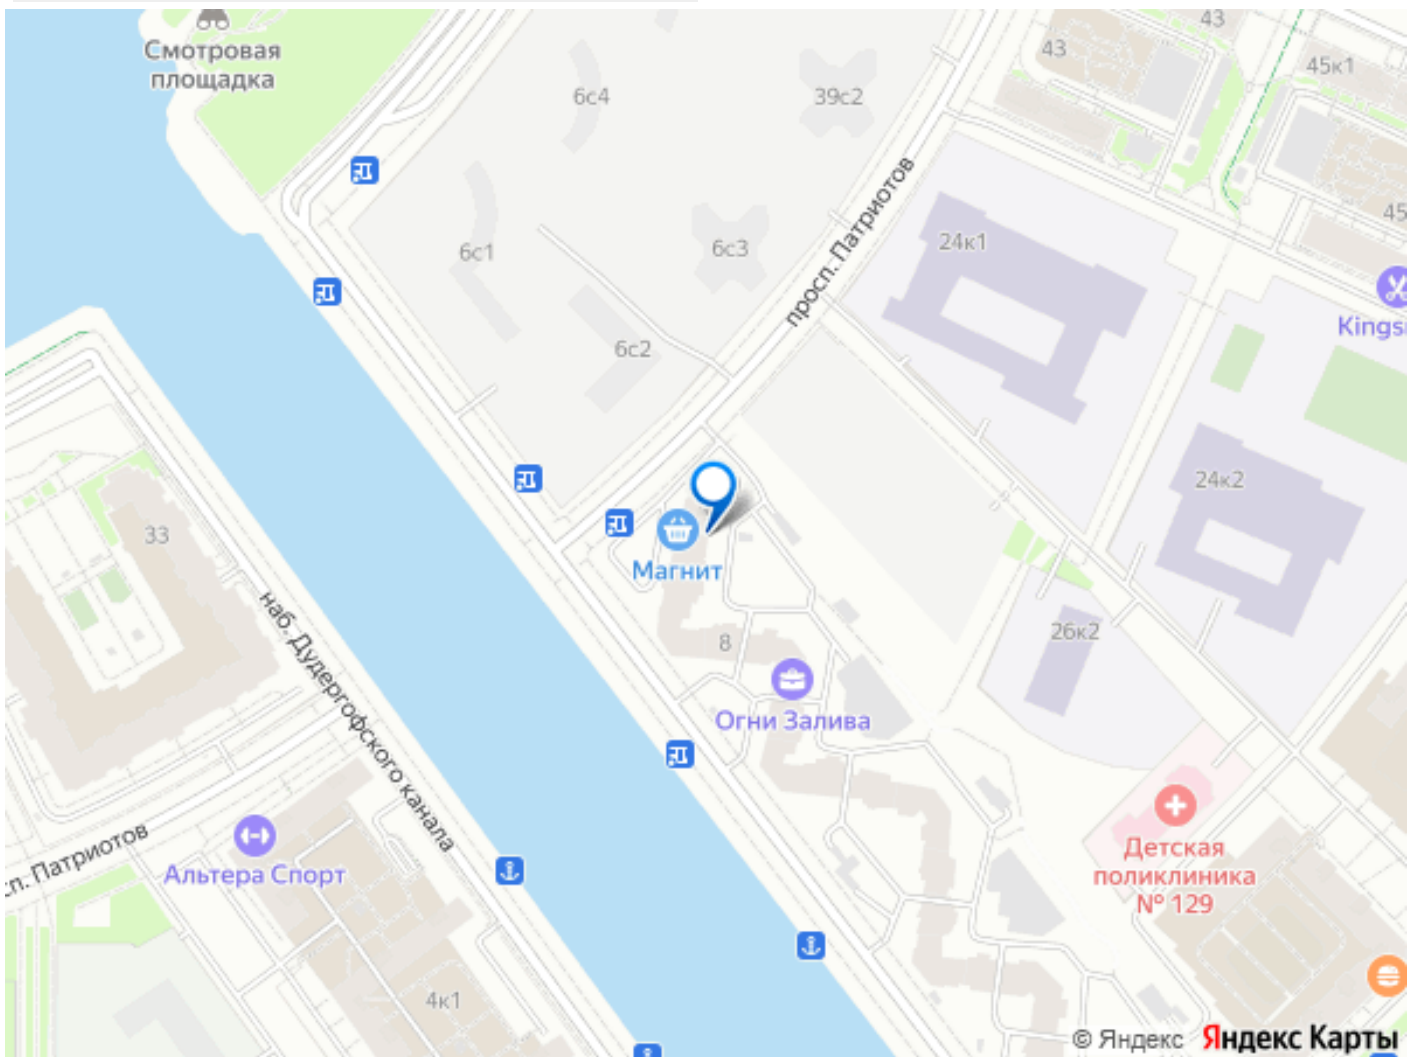 Смотровая
площадка
43
43
45к1
6с4
39с2
просп. Патриотов
45
24к1
6с1
6с3
Kings
6с2
24к2
33
Магнит
наб. Дудергофского канала
8
26к2
Огни Залива
Патриотов
Альтера Спорт
Детская
поликлиника
№ 129
4к1
© Яндекс Яндекс Карты